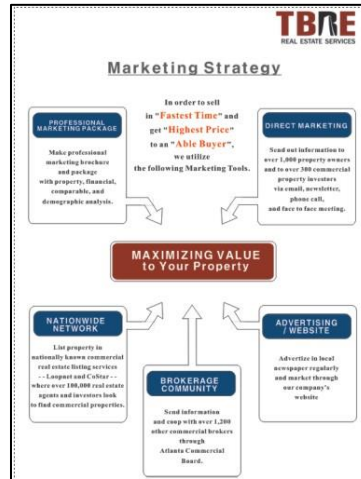 TBRE
REAL ESTATE SERVICES
Marketing Strategy
In order to sell
in "Fastest Time" and
get "Highest Price"
to an "Able Buyer",
we utilize
the following Marketing Tools.
PROFESSIONAL
MARKETING PACKAGE
Make professional
marketing brochure
and package
with property, financial,
comparable, and
demographic analysis.
DIRECT MARKETING
Send out information to
over 1,000 property owners
and to over 300 commercial
property investors
via email, newsletter,
phone call,
and face to face meeting.
MAXIMIZING VALUE
to Your Property
NATIONWIDE
NETWORK
List property in
nationally known commercial
real estate listing services
- - Loopnet and CoStar - -
where over 100,000 real estate
agents and investors look
to find commercial properties.
BROKERAGE
COMMUNITY
Send information
and coop with over 1,200
other commercial brokers
through
Atlanta Commercial
Board.
ADVERTISING
/ WEBSITE
Advertize in local
newspaper regularly
and market through
our company's
website